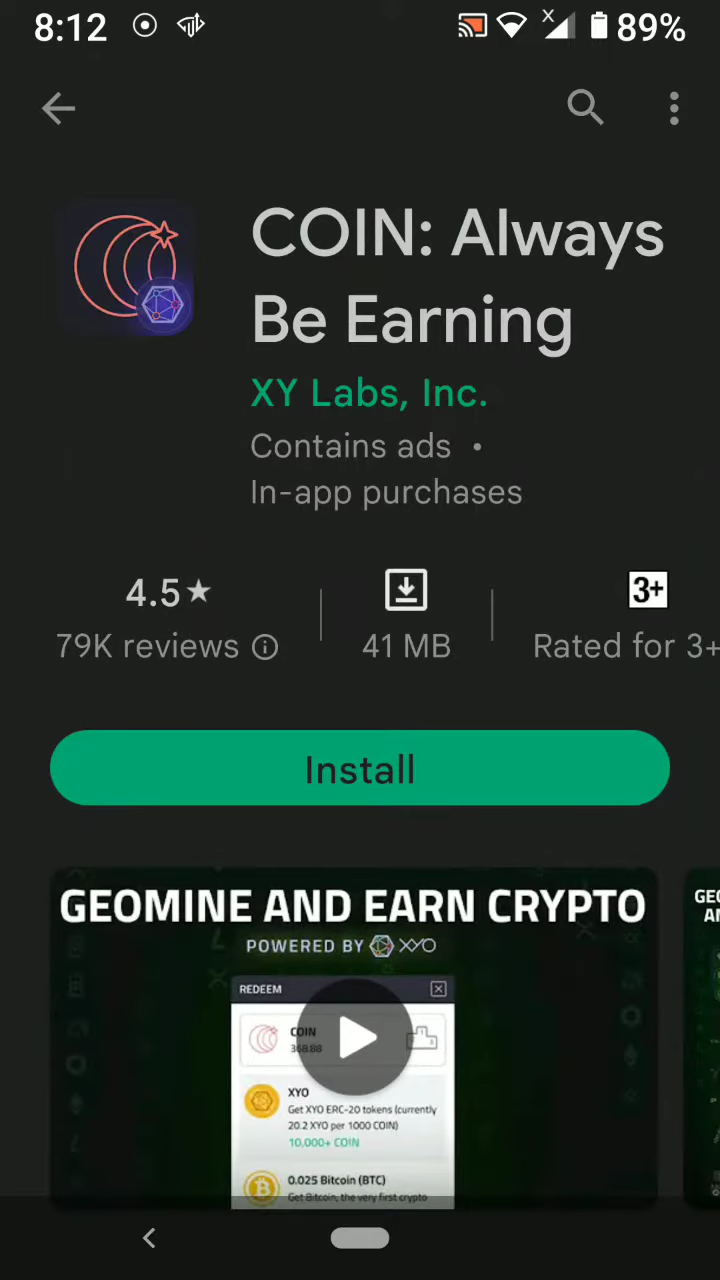 8:12
X
89%
COIN: Always
Be Earning
XY Labs, Inc.
Contains ads •
In-app purchases
4.5★
3+
79K reviews
41 MB
Rated for 3+
Install
GEOMINE AND EARN CRYPTO
GEO
POWERED BY XYO
REDEEM
COIN
368.88
XYO
Get XYO ERC-20 tokens (currently
20.2 XYO per 1000 COIN)
10,000+ COIN
0.025 Bitcoin (BTC)
Get Bitcoin, the very first crypto